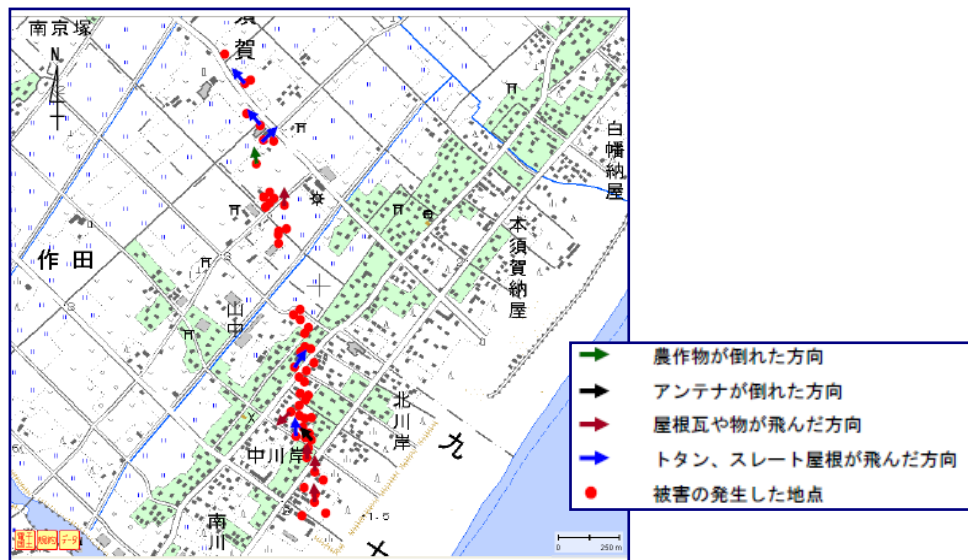 南京塚
須賀
N
白幡納屋
本須賀納屋
作田
山中
北川岸
九
中川岸
南川
-1.5
250 m
0
農作物が倒れた方向
アンテナが倒れた方向
屋根瓦や物が飛んだ方向
トタン、スレート屋根が飛んだ方向
被害の発生した地点